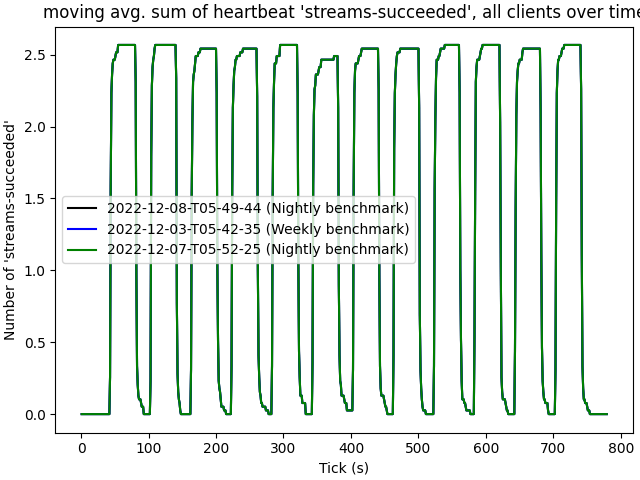 moving avg. sum of heartbeat 'streams-succeeded', all clients over time
Number of 'streams-succeeded'
2.5
2.0
1.5
1.0
0.5
0.0
2022-12-08-T05-49-44 (Nightly benchmark)
2022-12-03-T05-42-35 (Weekly benchmark)
2022-12-07-T05-52-25 (Nightly benchmark)
0 100 200 300 400 500 600 700 800
Tick (s)